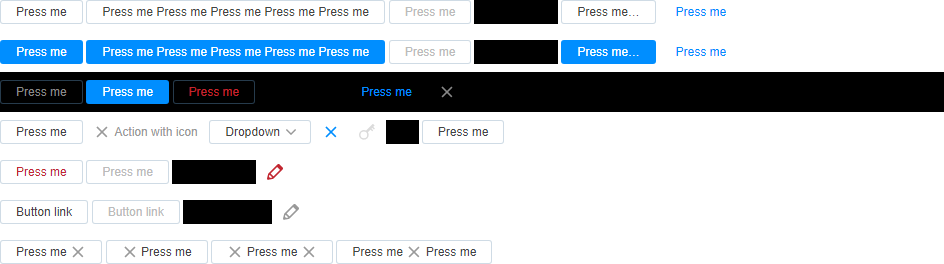 Press me Press me Press me Press me Press me Press me Press me Press me... Press me
Press me Press me Press me Press me Press me Press me Press me Press me... Press me
Press me Press me Press me Press me
Press me Action with icon Dropdown Press me
Press me Press me
Button link Button link
Press me Press me Press me Press me Press me